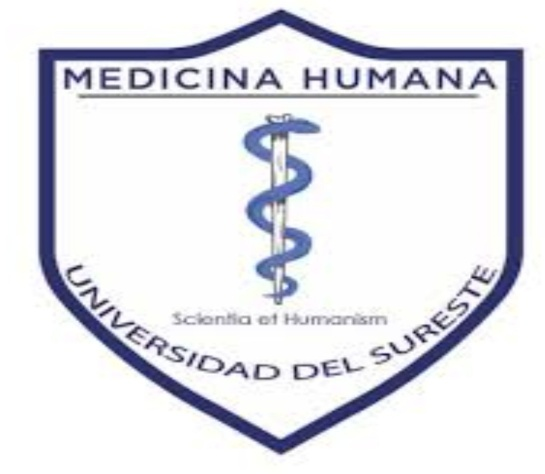 MEDICINA HUMANA
Scientia et Humanism
UNIVERSIDAD DEL SURESTE